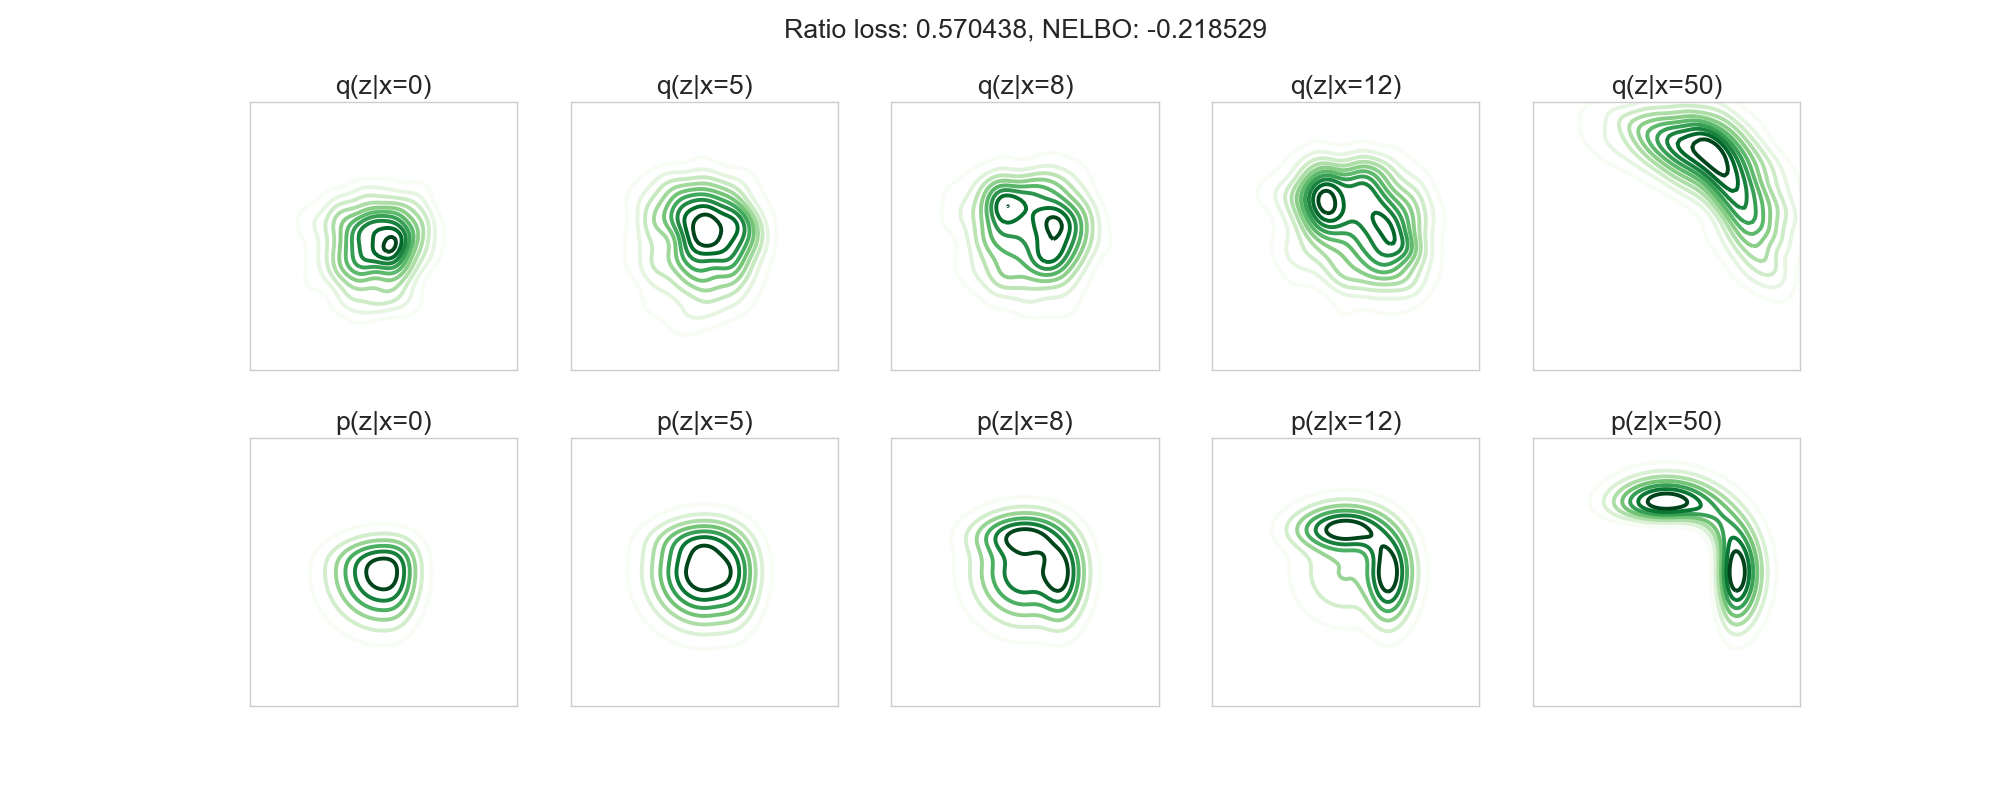 Ratio loss: 0.570438, NELBO: -0.218529
q(z|x=0) q(z|x=5) q(z|x=8) q(z|x=12) q(z|x=50)
p(z|x=0) p(z|x=5) p(z|x=8) p(z|x=12) p(z|x=50)